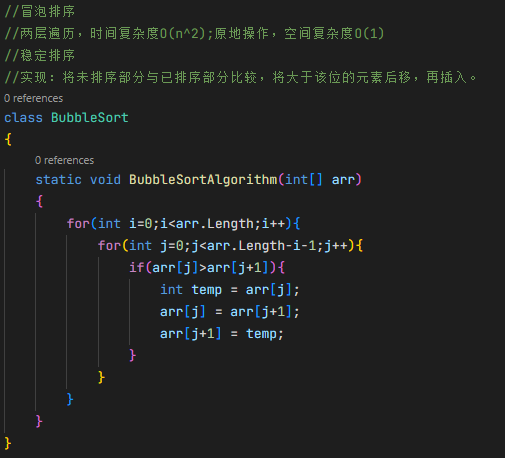 //冒泡排序
//两层遍历，时间复杂度O(n^2);原地操作，空间复杂度O(1)
//稳定排序
//实现：将未排序部分与已排序部分比较，将大于该位的元素后移，再插入。
0 references
class BubbleSort
{
0 references
static void BubbleSortAlgorithm(int[] arr)
{
for(int i=0;i<arr.Length;i++){
for(int j=0;j<arr.Length-i-1;j++){
if(arr[j]>arr[j+1]){
int temp = arr[j];
arr[j] = arr[j+1];
arr[j+1] = temp;
}
}
}
}
}